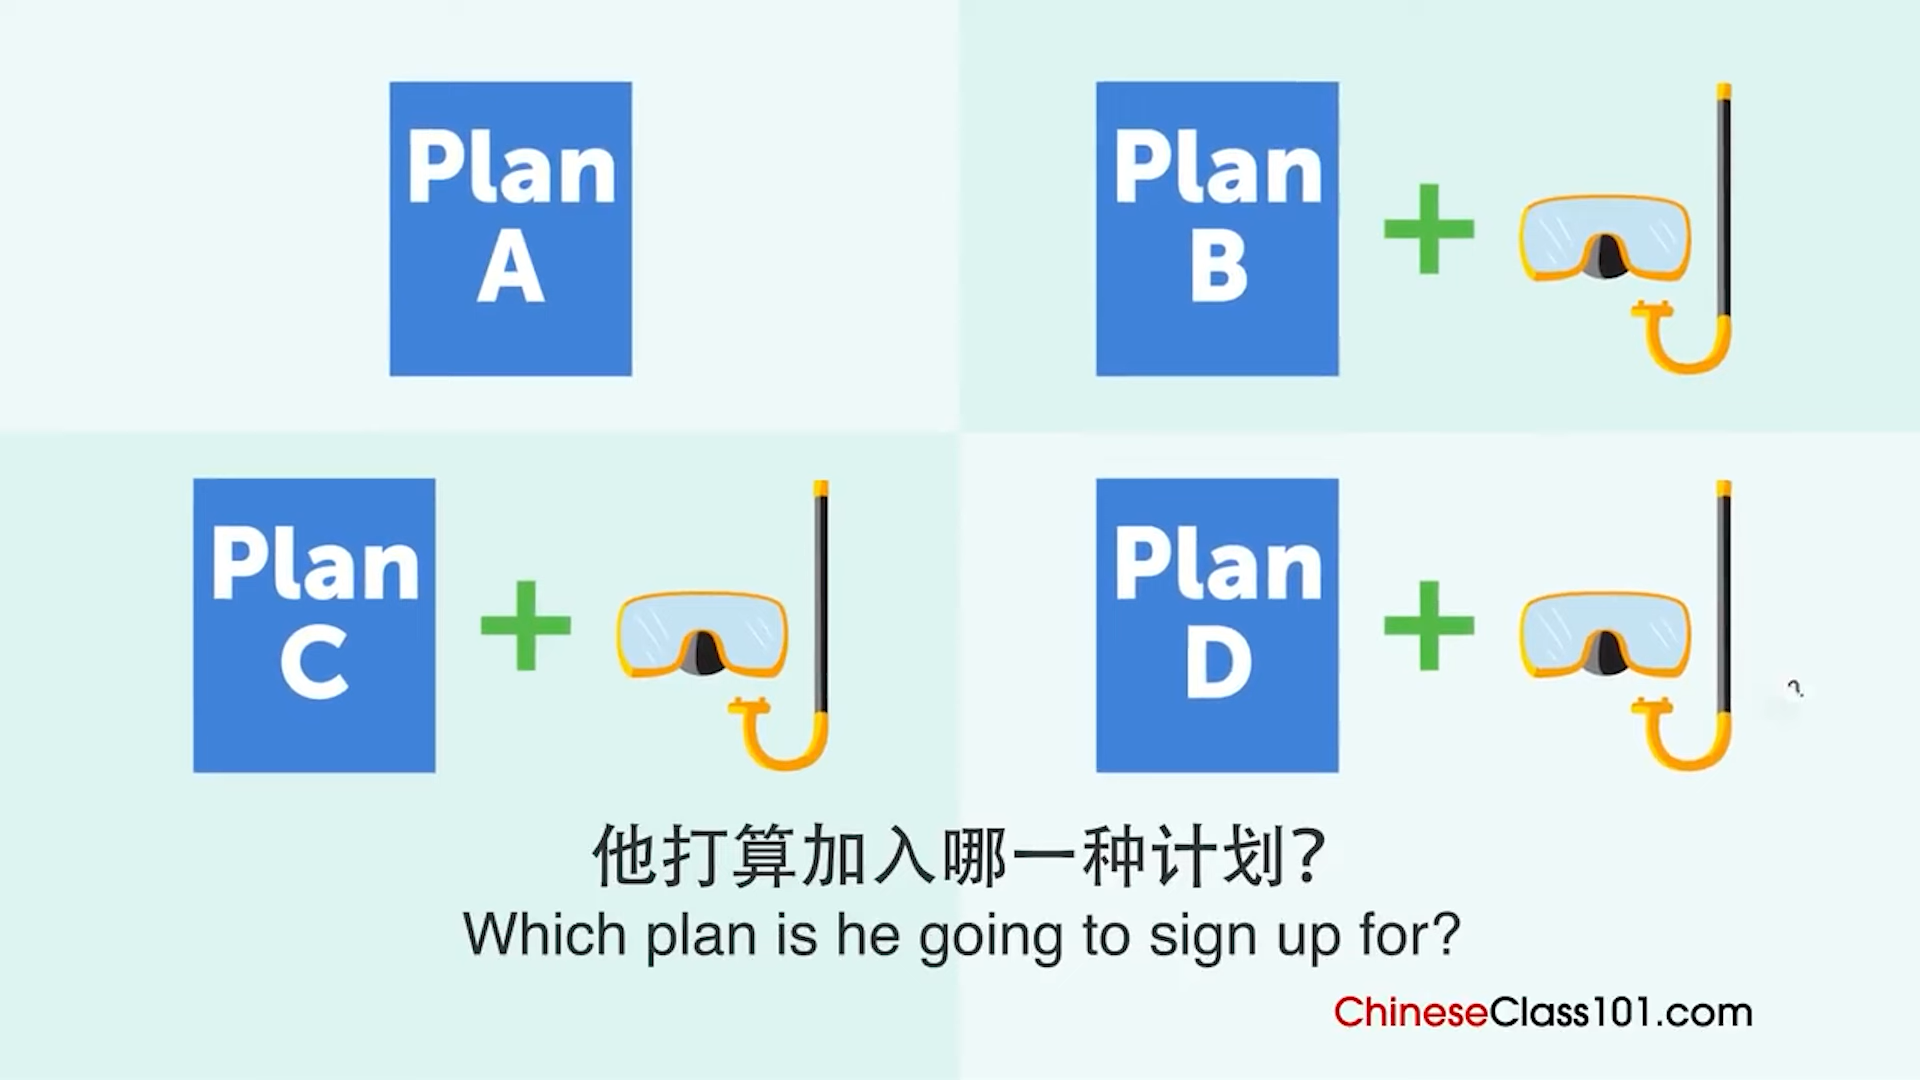 Plan
A
Plan
B
Plan
C
Plan
D
他打算加入哪一种计划?
Which plan is he going to sign up for?
ChineseClass101.com